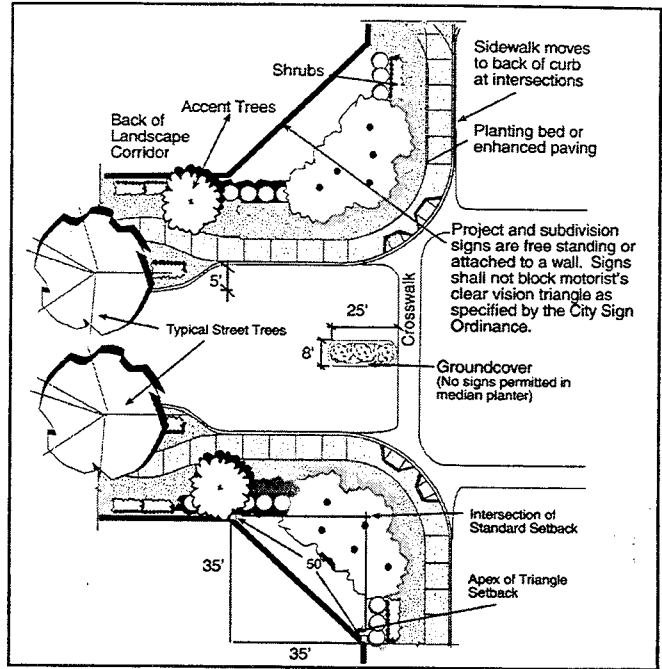 Shrubs
Sidewalk moves
to back of curb
at intersections
Accent Trees
Back of
Landscape
Corridor
Planting bed or
enhanced paving
Project and subdivision
signs are free standing or
attached to a wall. Signs
shall not block motorist's
clear vision triangle as
specified by the City Sign
Ordinance.
5'
25'
Crosswalk
Typical Street Trees
8'
Groundcover
(No signs permitted in
median planter)
Intersection of
Standard Setback
35'
50'
Apex of Triangle
Setback
35'